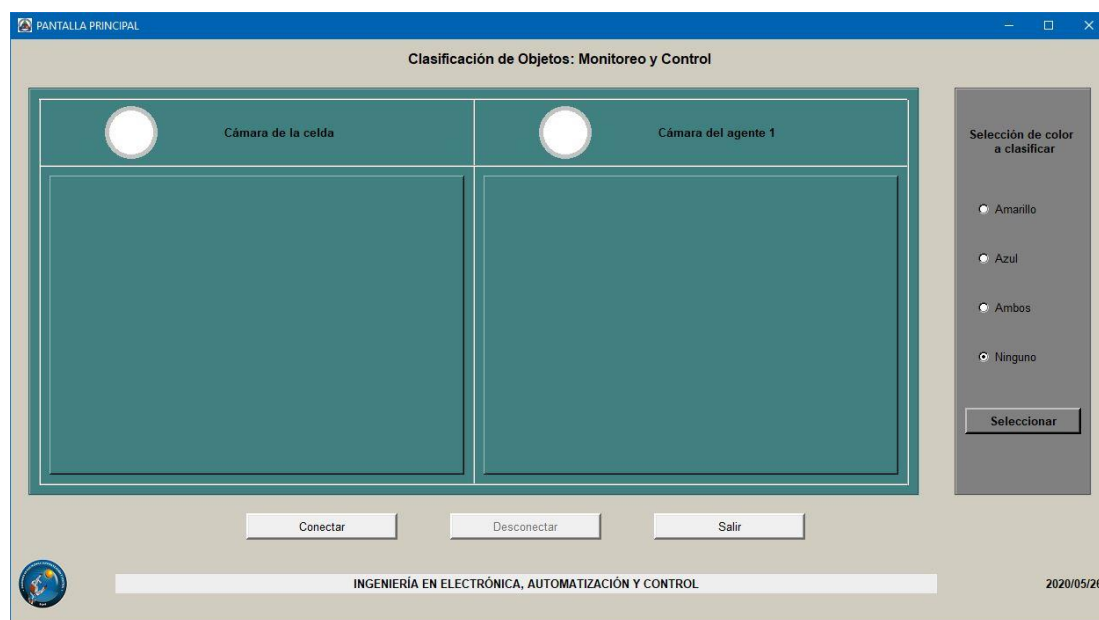 PANTALLA PRINCIPAL
Clasificación de Objetos: Monitoreo y Control
Cámara de la celda
Cámara del agente 1
Selección de color
a clasificar
Amarillo
Azul
Ambos
Ninguno
Seleccionar
Conectar
Desconectar
Salir
INGENIERÍA EN ELECTRÓNICA, AUTOMATIZACIÓN Y CONTROL
2020/05/26